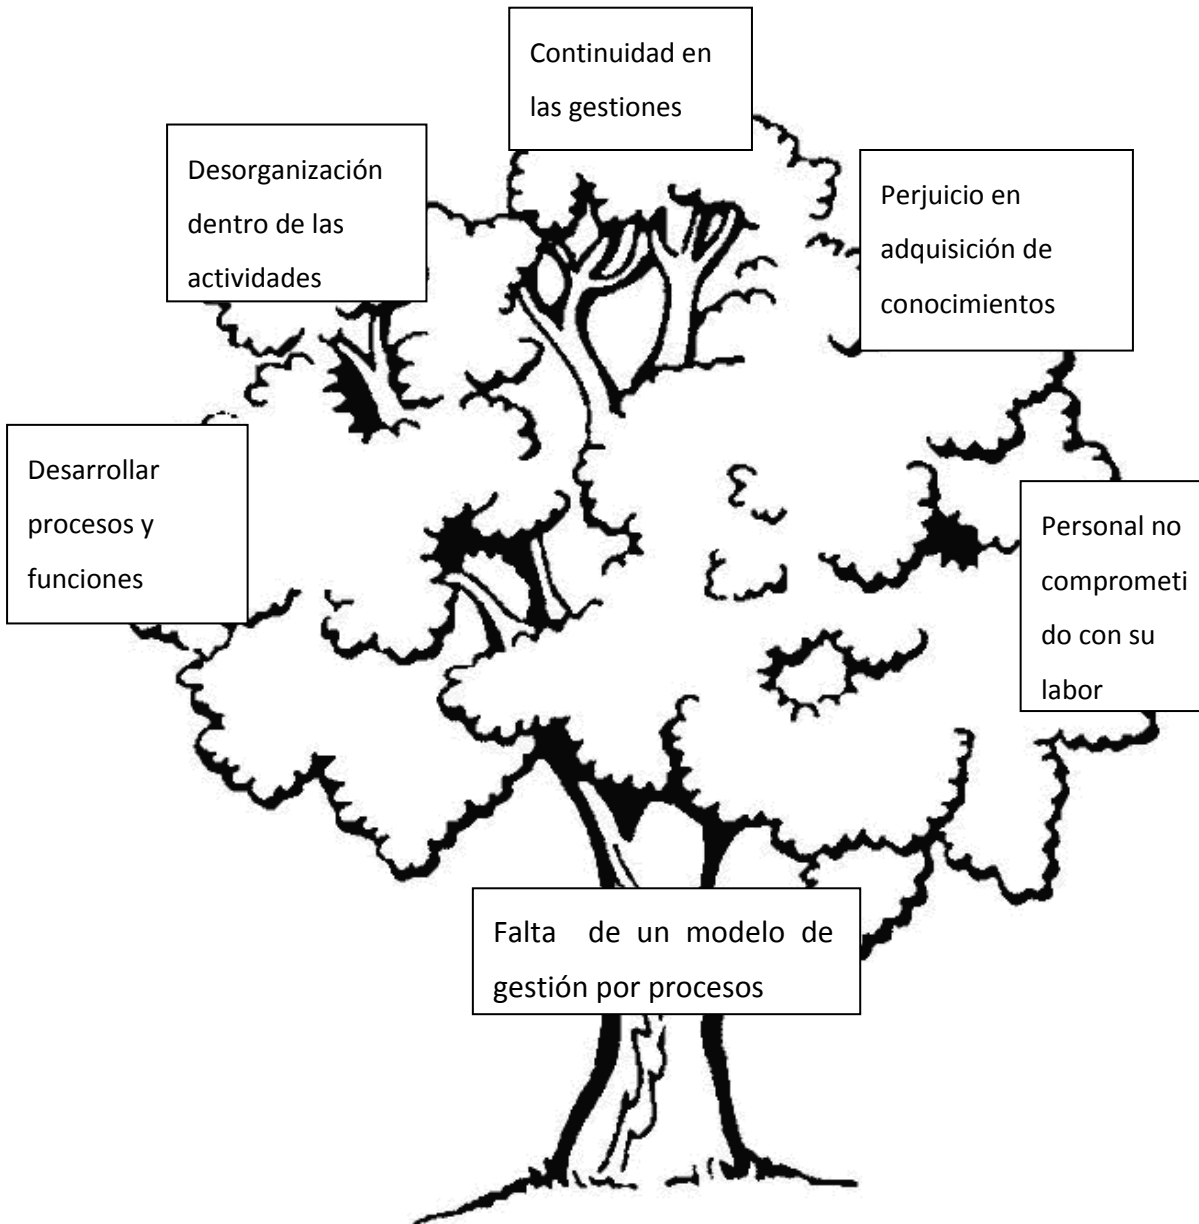 Continuidad en
las gestiones
Desorganización
dentro de las
actividades
Perjuicio en
adquisición de
conocimientos
Desarrollar
procesos y
funciones
Personal no
comprometi
do con su
labor
Falta de un modelo de
gestión por procesos